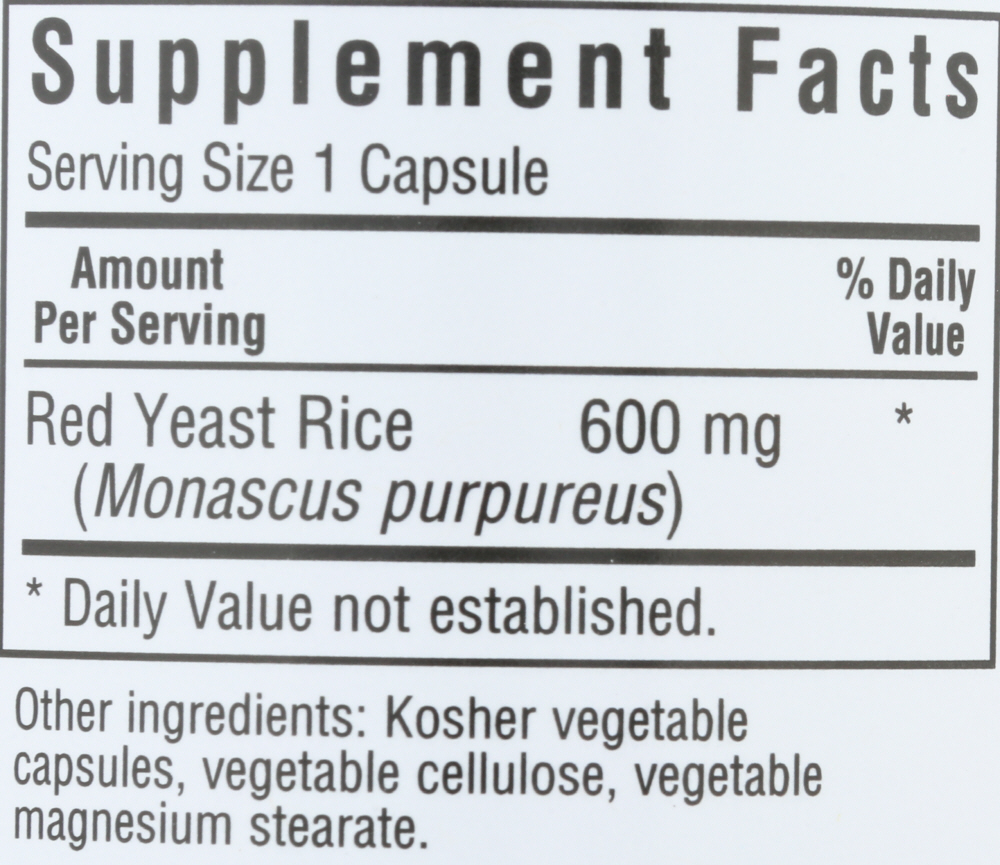 Supplement Facts
Serving Size 1 Capsule
Amount
Per Serving
% Daily
Value
Red Yeast Rice 600 mg *
(Monascus purpureus)
* Daily Value not established.
Other ingredients: Kosher vegetable
capsules, vegetable cellulose, vegetable
magnesium stearate.